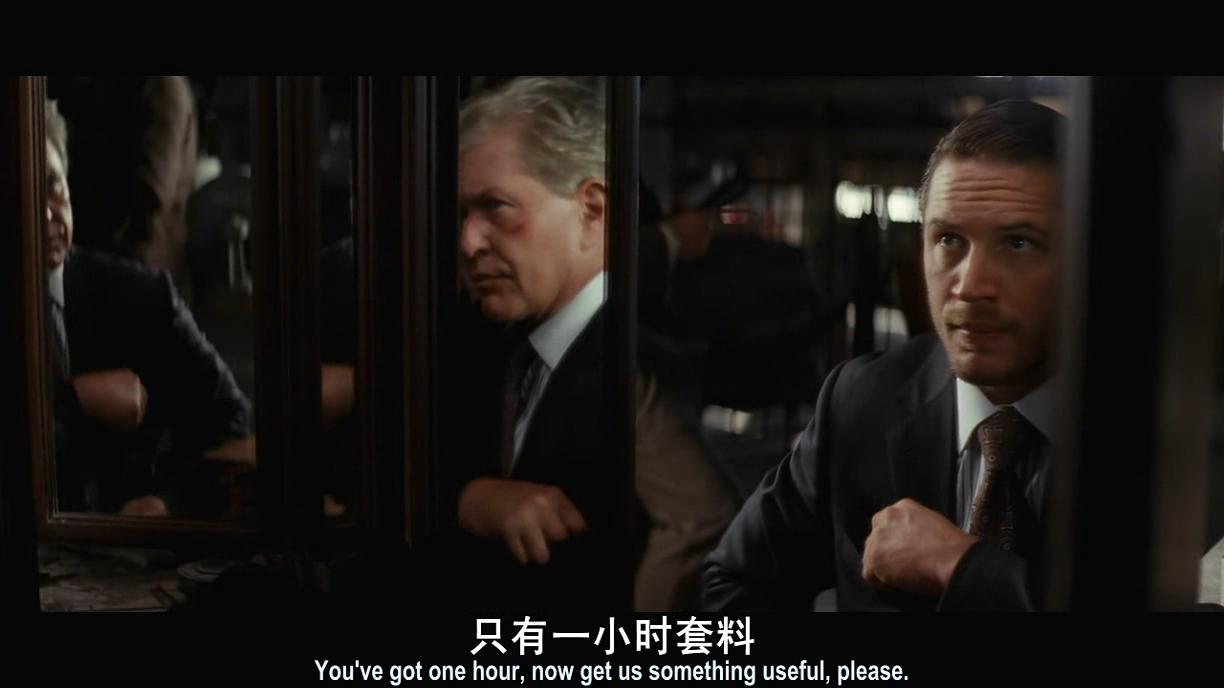 只有一小时套料
You've got one hour, now get us something useful, please.